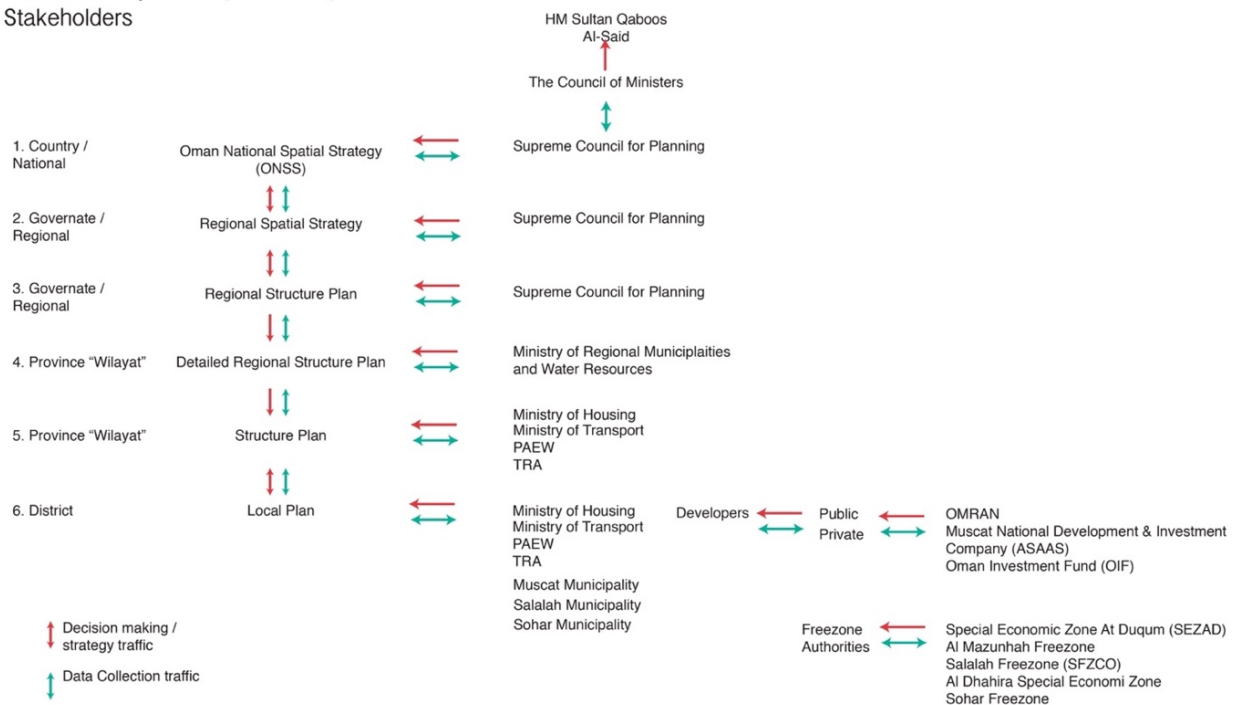 Stakeholders
HM Sultan Qaboos
Al-Said
The Council of Ministers
1. Country /
National
Oman National Spatial Strategy
(ONSS)
Supreme Council for Planning
2. Governate /
Regional
Regional Spatial Strategy
Supreme Council for Planning
3. Governate /
Regional
Regional Structure Plan
Supreme Council for Planning
4. Province “Wilayat”
Detailed Regional Structure Plan
Ministry of Regional Municiplaities
and Water Resources
5. Province “Wilayat”
Structure Plan
Ministry of Housing
Ministry of Transport
PAEW
TRA
6. District
Local Plan
Ministry of Housing
Ministry of Transport
PAEW
TRA
Muscat Municipality
Salalah Municipality
Sohar Municipality
Developers
Public
Private
OMRAN
Muscat National Development & Investment
Company (ASAAS)
Oman Investment Fund (OIF)
Freezone
Authorities
Special Economic Zone At Duqum (SEZAD)
Al Mazunhah Freezone
Salalah Freezone (SFZCO)
Al Dhahira Special Economi Zone
Sohar Freezone
Decision making /
strategy traffic
Data Collection traffic